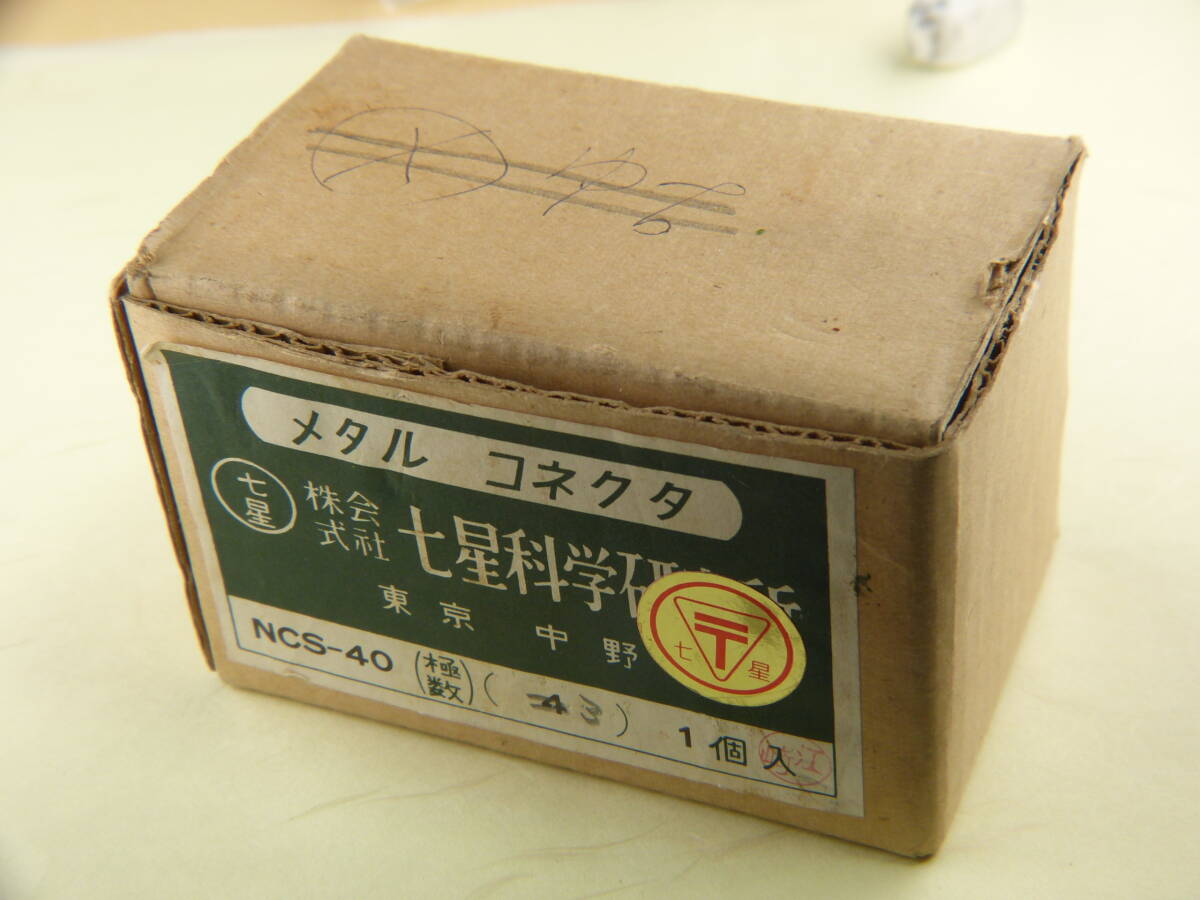 メタル コネクタ
七星
株式会社 七星科学研
東京 中野
〒
七 星
NCS-40 (極数) ( 3 ) 1個入